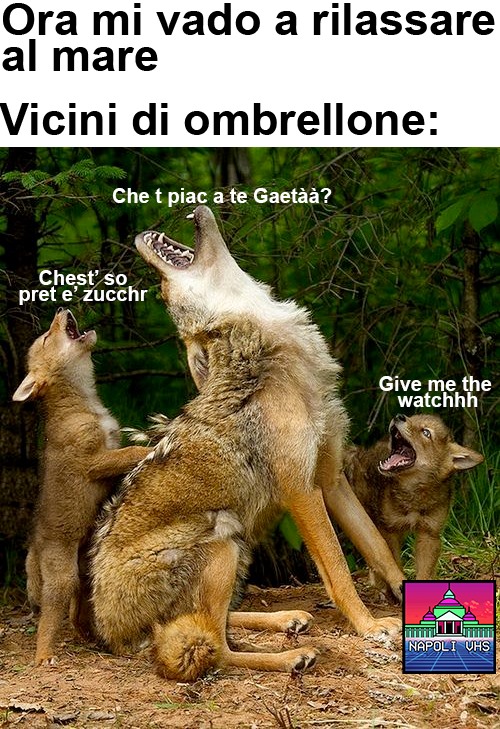 Ora mi vado a rilassare
al mare
Vicini di ombrellone:
Che t piac a te Gaetàà?
Chest' so
pret e' zucchr
Give me the
watchhh
NAPOLI VHS